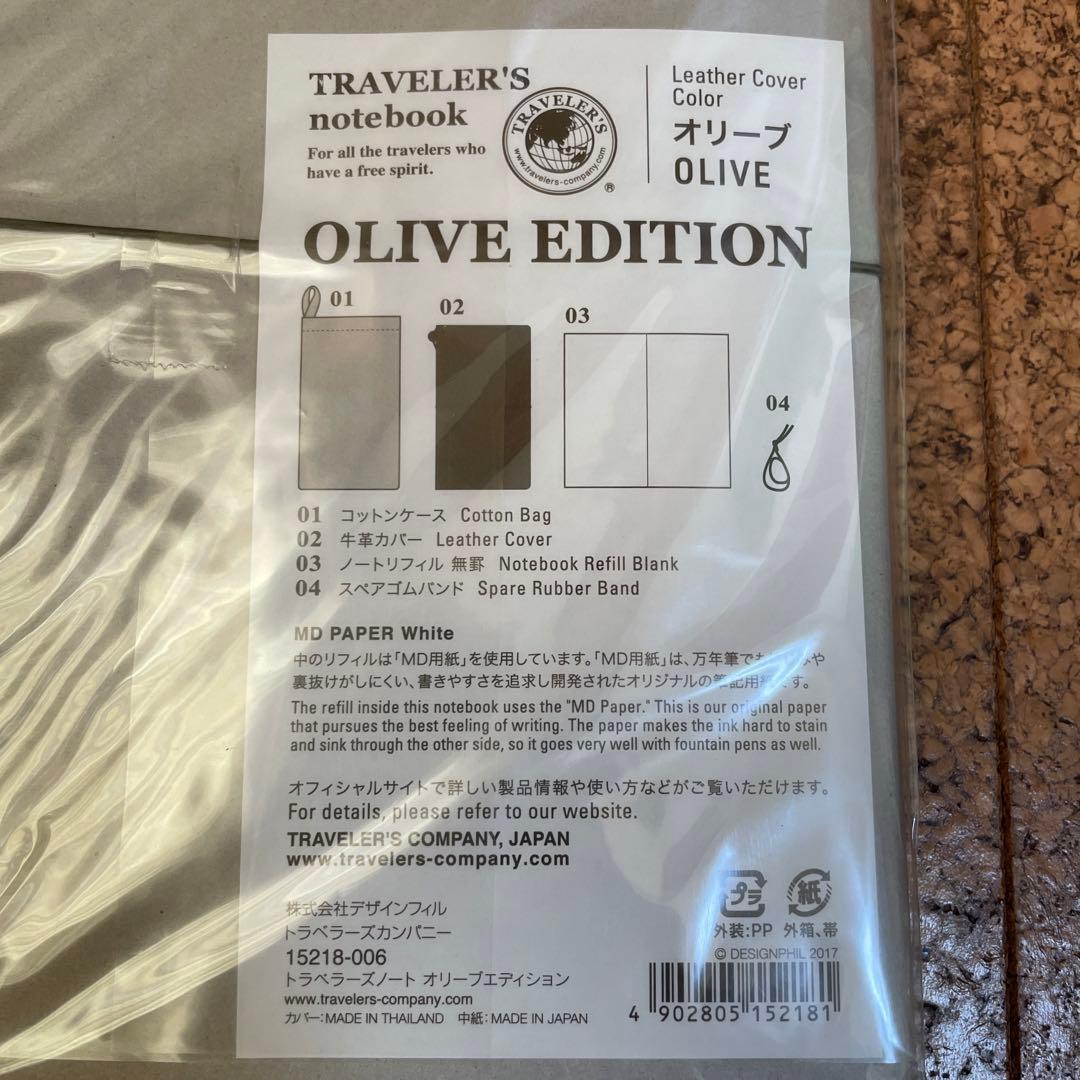 TRAVELER'S
notebook
For all the travelers who
have a free spirit.
TRAVELER'S
www.travelers-company.com
®
Leather Cover
Color
オリーブ
OLIVE
OLIVE EDITION
01
02
03
04
01 コットンケース Cotton Bag
02 牛革カバー Leather Cover
03 ノートリフィル 無罫 Notebook Refill Blank
04 スペアゴムバンド Spare Rubber Band
MD PAPER White
中のリフィルは「MD用紙」を使用しています。「MD用紙」は、万年筆でも や
裏抜けがしにくい、書きやすさを追求し開発されたオリジナルの筆記用紙です。
The refill inside this notebook uses the "MD Paper." This is our original paper
that pursues the best feeling of writing. The paper makes the ink hard to stain
and sink through the other side, so it goes very well with fountain pens as well.
オフィシャルサイトで詳しい製品情報や使い方などがご覧いただけます。
For details, please refer to our website.
TRAVELER'S COMPANY, JAPAN
www.travelers-company.com
プラ
紙
外装:PP 外箱、帯
株式会社デザインフィル
トラベラーズカンパニー
15218-006
トラベラーズノート オリーブエディション
www.travelers-company.com
カバー:MADE IN THAILAND 中紙:MADE IN JAPAN
© DESIGNPHIL 2017
4 902805 152181